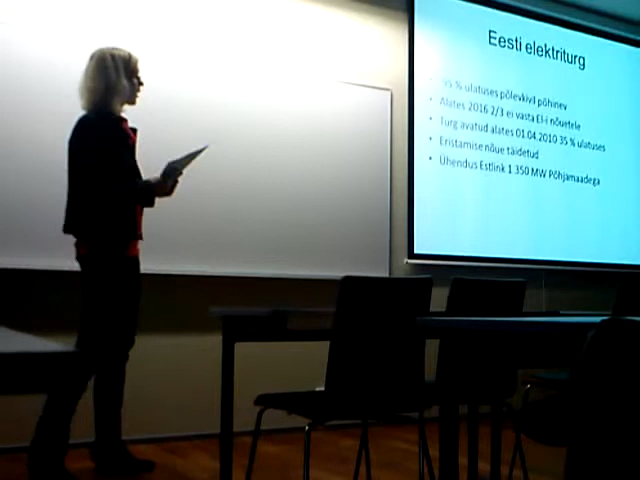 Eesti elektriturg
• 95 % ulatuses põlevkivil põhinev
• Alates 2016 2/3 ei vasta EL-i nõuetele
• Turg avatud alates 01.04.2010 35 % ulatuses
• Eristamise nõue täidetud
• Ühendus Estlink 1 350 MW Põhjamaadega